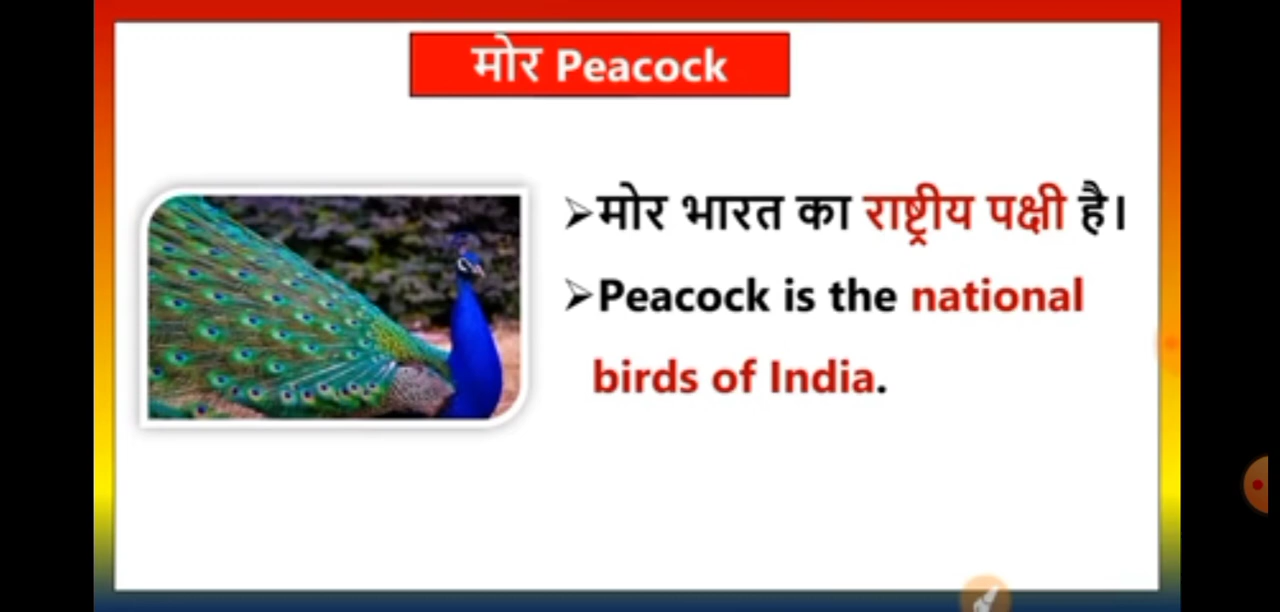 मोर Peacock
➢मोर भारत का राष्ट्रीय पक्षी है।
➢Peacock is the national
birds of India.